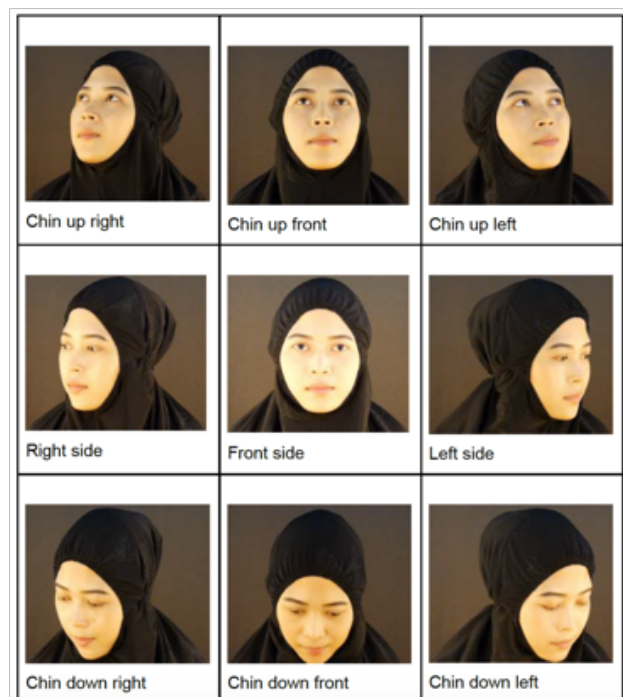 Chin up right
Chin up front
Chin up left
Right side
Front side
Left side
Chin down right
Chin down front
Chin down left